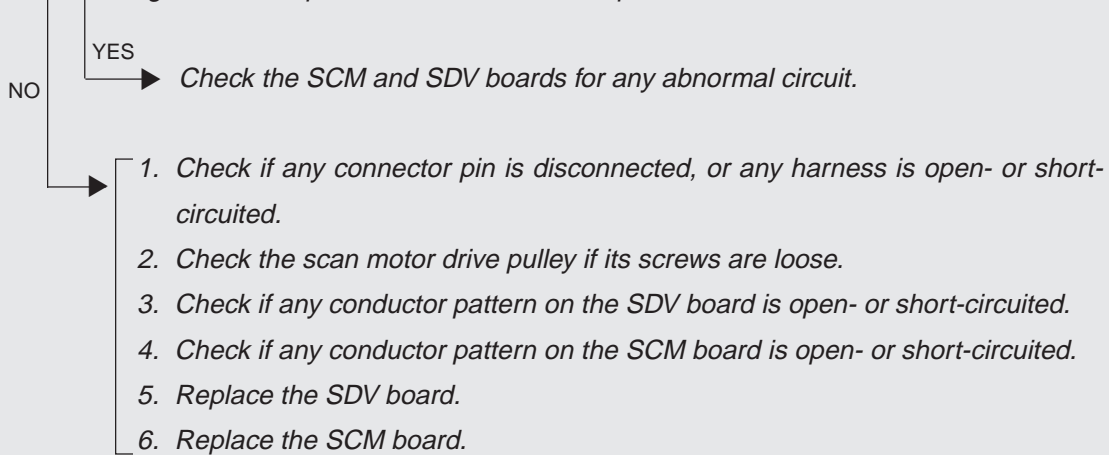 YES
Check the SCM and SDV boards for any abnormal circuit.
NO
1. Check if any connector pin is disconnected, or any harness is open- or short-
circuited.
2. Check the scan motor drive pulley if its screws are loose.
3. Check if any conductor pattern on the SDV board is open- or short-circuited.
4. Check if any conductor pattern on the SCM board is open- or short-circuited.
5. Replace the SDV board.
6. Replace the SCM board.